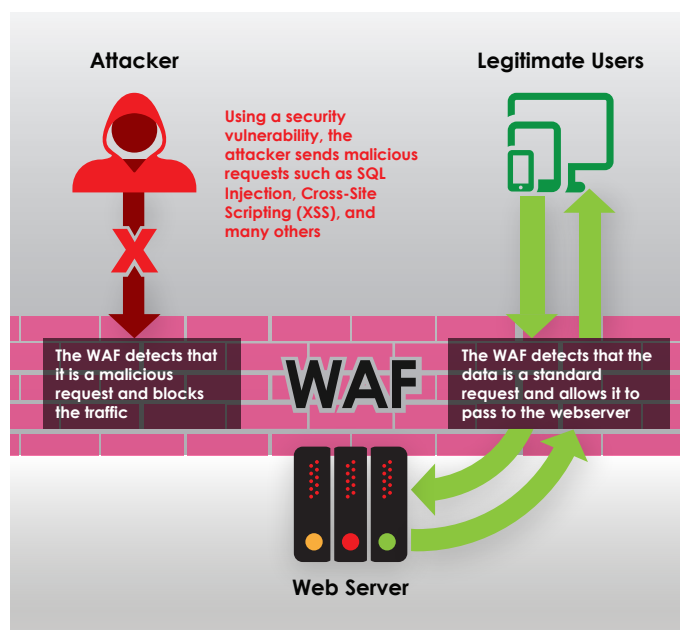 Attacker
Legitimate Users
Using a security
vulnerability, the
attacker sends malicious
requests such as SQL
Injection, Cross-Site
Scripting (XSS), and
many others
X
The WAF detects that
it is a malicious
request and blocks
the traffic
WAF
The WAF detects that the
data is a standard
request and allows it to
pass to the webserver
Web Server